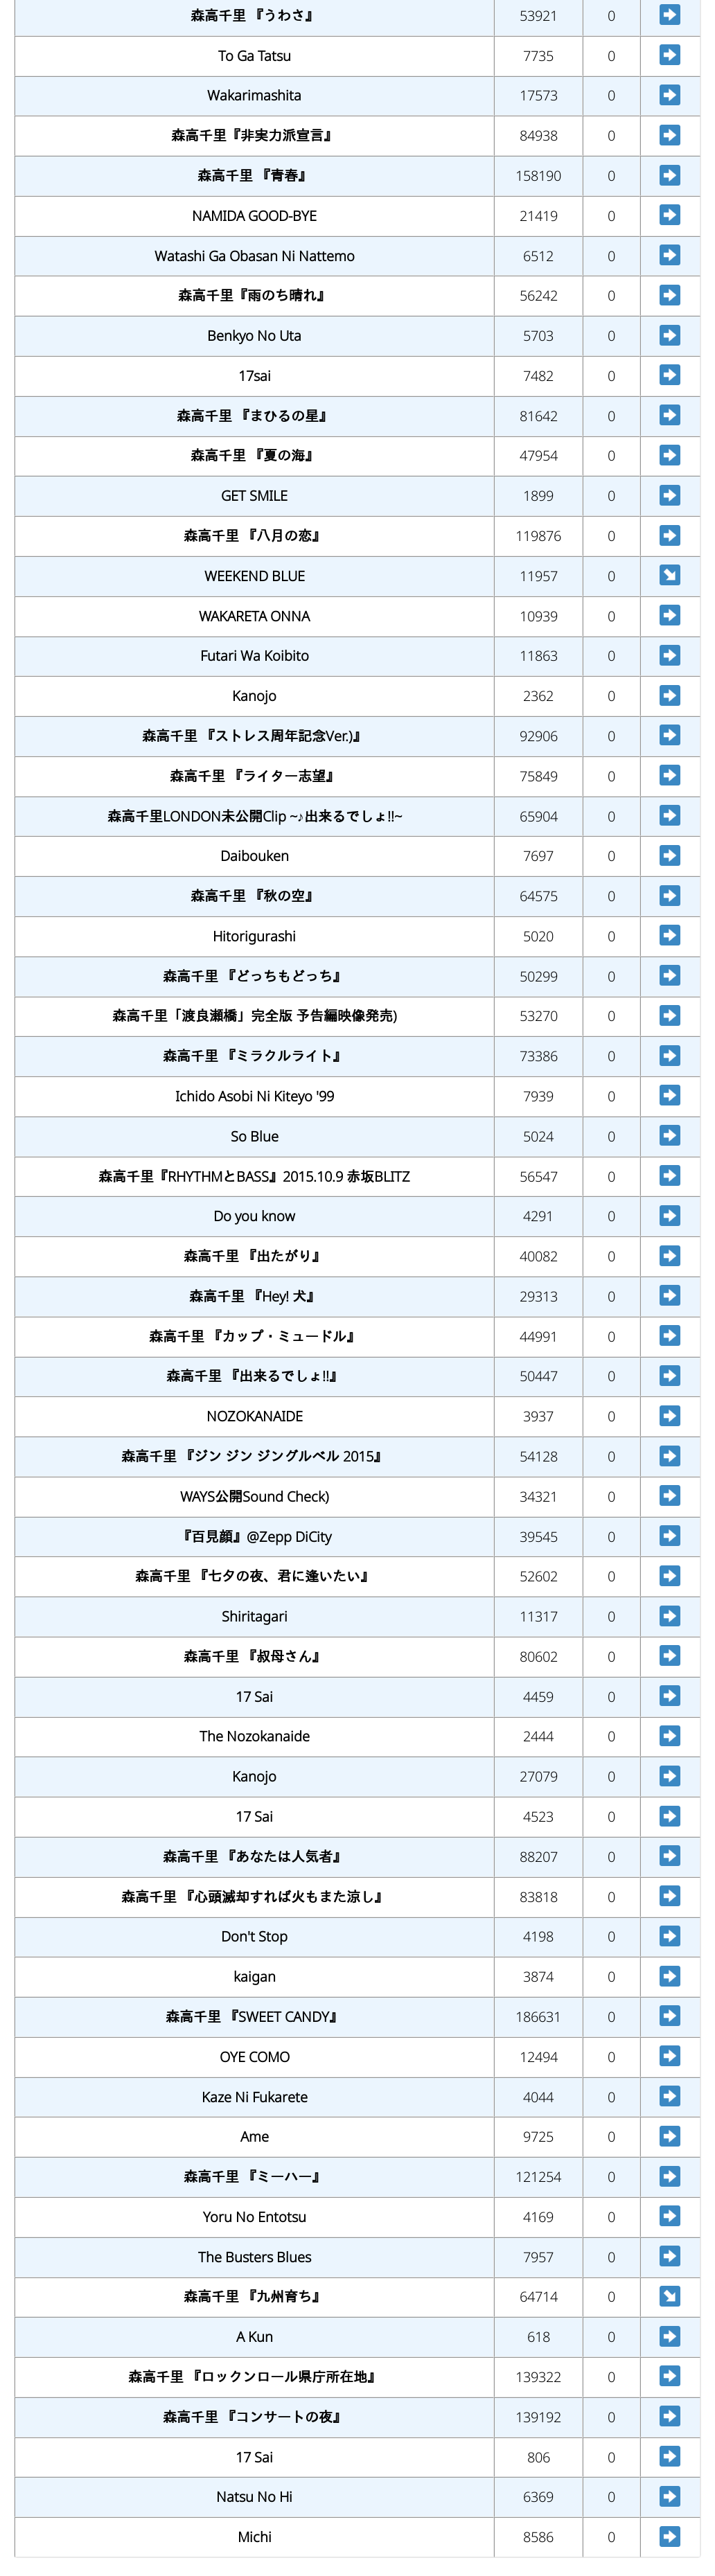 森高千里 『うわさ』 53921 0
To Ga Tatsu 7735 0
Wakarimashita 17573 0
森高千里『非実力派宣言』 84938 0
森高千里 『青春』 158190 0
NAMIDA GOOD-BYE 21419 0
Watashi Ga Obasan Ni Nattemo 6512 0
森高千里『雨のち晴れ』 56242 0
Benkyo No Uta 5703 0
17sai 7482 0
森高千里 『まひるの星』 81642 0
森高千里 『夏の海』 47954 0
GET SMILE 1899 0
森高千里 『八月の恋』 119876 0
WEEKEND BLUE 11957 0
WAKARETA ONNA 10939 0
Futari Wa Koibito 11863 0
Kanojo 2362 0
森高千里 『ストレス周年記念Ver.)』 92906 0
森高千里 『ライター志望』 75849 0
森高千里LONDON未公開Clip ~♪出来るでしょ!!~ 65904 0
Daibouken 7697 0
森高千里 『秋の空』 64575 0
Hitorigurashi 5020 0
森高千里 『どっちもどっち』 50299 0
森高千里「渡良瀬橋」完全版 予告編映像発売) 53270 0
森高千里 『ミラクルライト』 73386 0
Ichido Asobi Ni Kiteyo '99 7939 0
So Blue 5024 0
森高千里『RHYTHMとBASS』2015.10.9 赤坂BLITZ 56547 0
Do you know 4291 0
森高千里 『出たがり』 40082 0
森高千里 『Hey! 犬』 29313 0
森高千里 『カップ・ミュードル』 44991 0
森高千里 『出来るでしょ!!』 50447 0
NOZOKANAIDE 3937 0
森高千里 『ジン ジン ジングルベル 2015』 54128 0
WAYS公開Sound Check) 34321 0
『百見顔』@Zepp DiCity 39545 0
森高千里 『七夕の夜、君に逢いたい』 52602 0
Shiritagari 11317 0
森高千里 『叔母さん』 80602 0
17 Sai 4459 0
The Nozokanaide 2444 0
Kanojo 27079 0
17 Sai 4523 0
森高千里 『あなたは人気者』 88207 0
森高千里 『心頭滅却すれば火もまた涼し』 83818 0
Don't Stop 4198 0
kaigan 3874 0
森高千里 『SWEET CANDY』 186631 0
OYE COMO 12494 0
Kaze Ni Fukarete 4044 0
Ame 9725 0
森高千里 『ミーハー』 121254 0
Yoru No Entotsu 4169 0
The Busters Blues 7957 0
森高千里 『九州育ち』 64714 0
A Kun 618 0
森高千里 『ロックンロール県庁所在地』 139322 0
森高千里 『コンサートの夜』 139192 0
17 Sai 806 0
Natsu No Hi 6369 0
Michi 8586 0